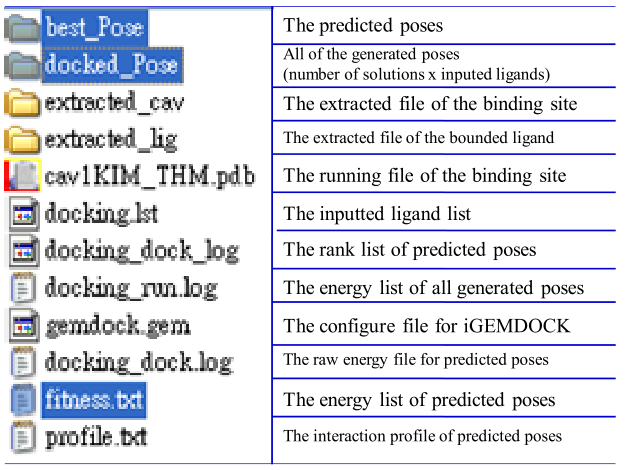 best_Pose The predicted poses
docked_Pose All of the generated poses
(number of solutions x inputed ligands)
extracted_cav The extracted file of the binding site
extracted_lig The extracted file of the bounded ligand
cav1KIM_THM.pdb The running file of the binding site
docking.lst The inputted ligand list
docking_dock_log The rank list of predicted poses
docking_run.log The energy list of all generated poses
gemdock.gem The configure file for iGEMDOCK
docking_dock.log The raw energy file for predicted poses
fitness.txt The energy list of predicted poses
profile.txt The interaction profile of predicted poses